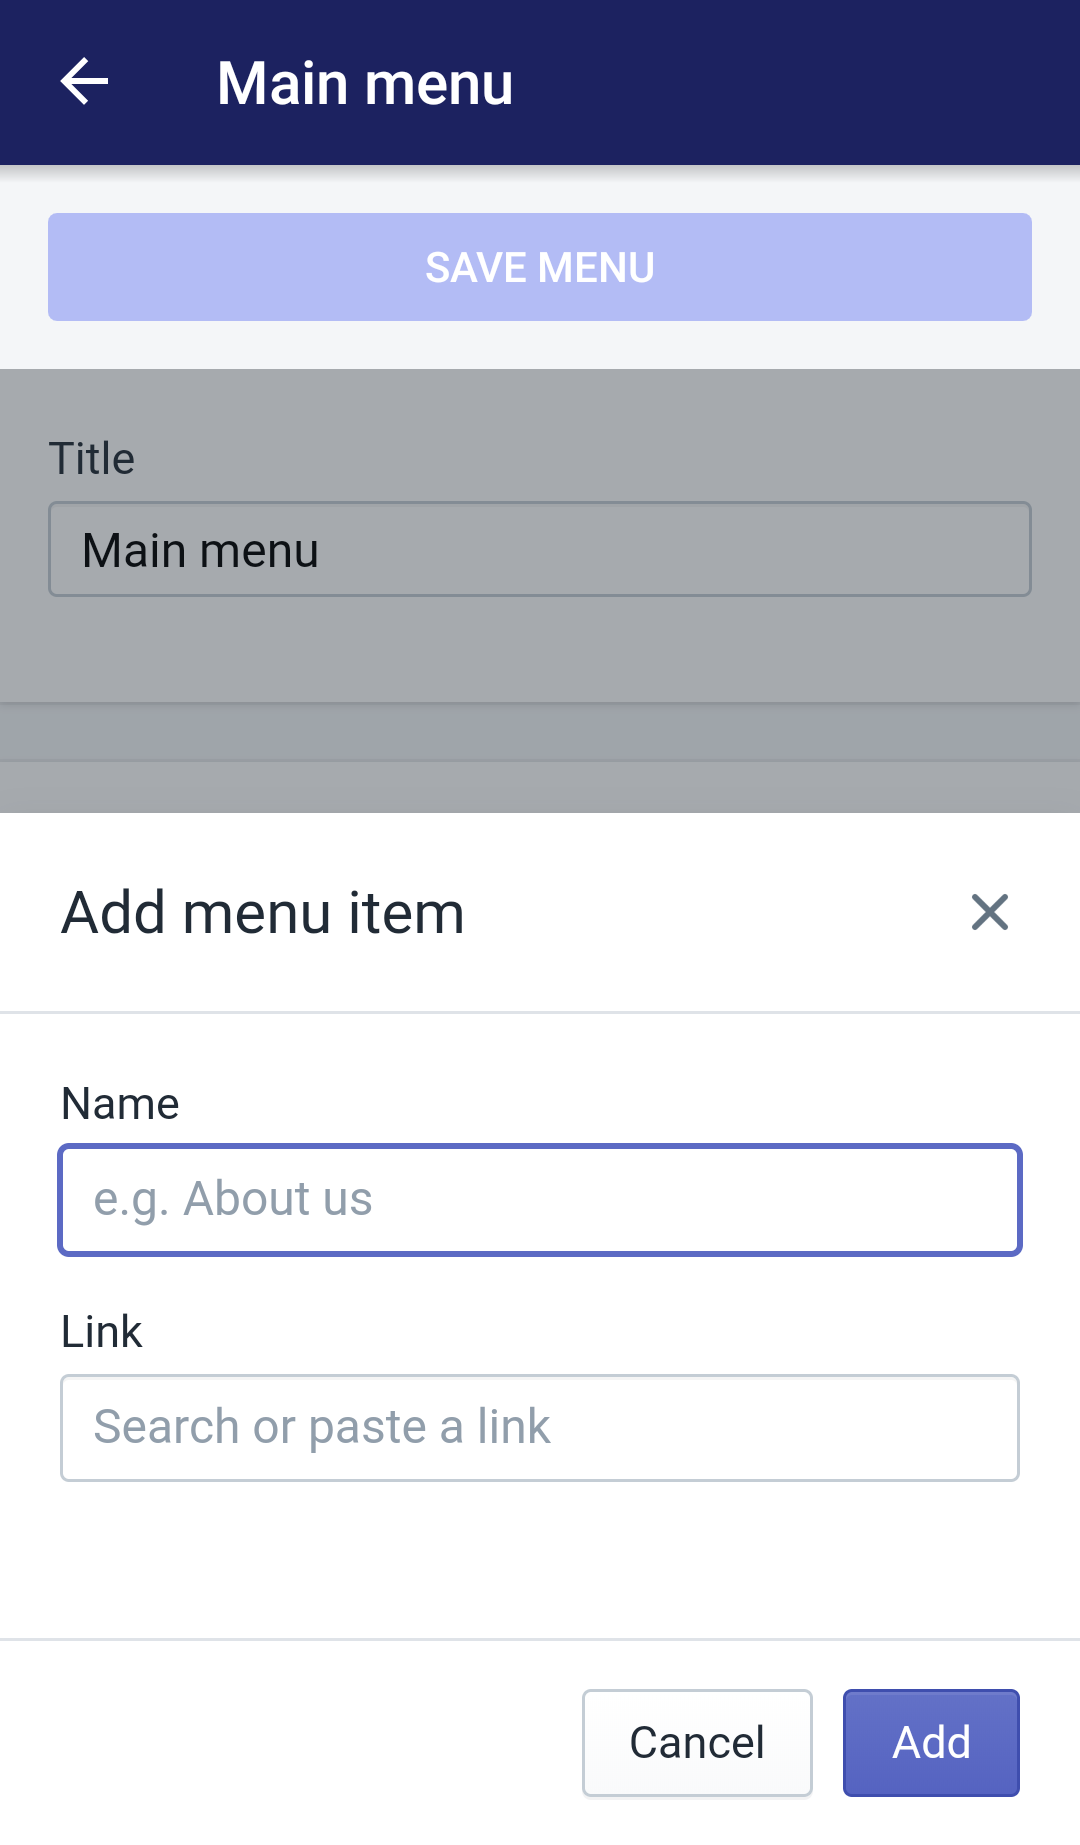 Main menu
SAVE MENU
Title
Main menu
Add menu item
Name
e.g. About us
Link
Search or paste a link
Cancel Add